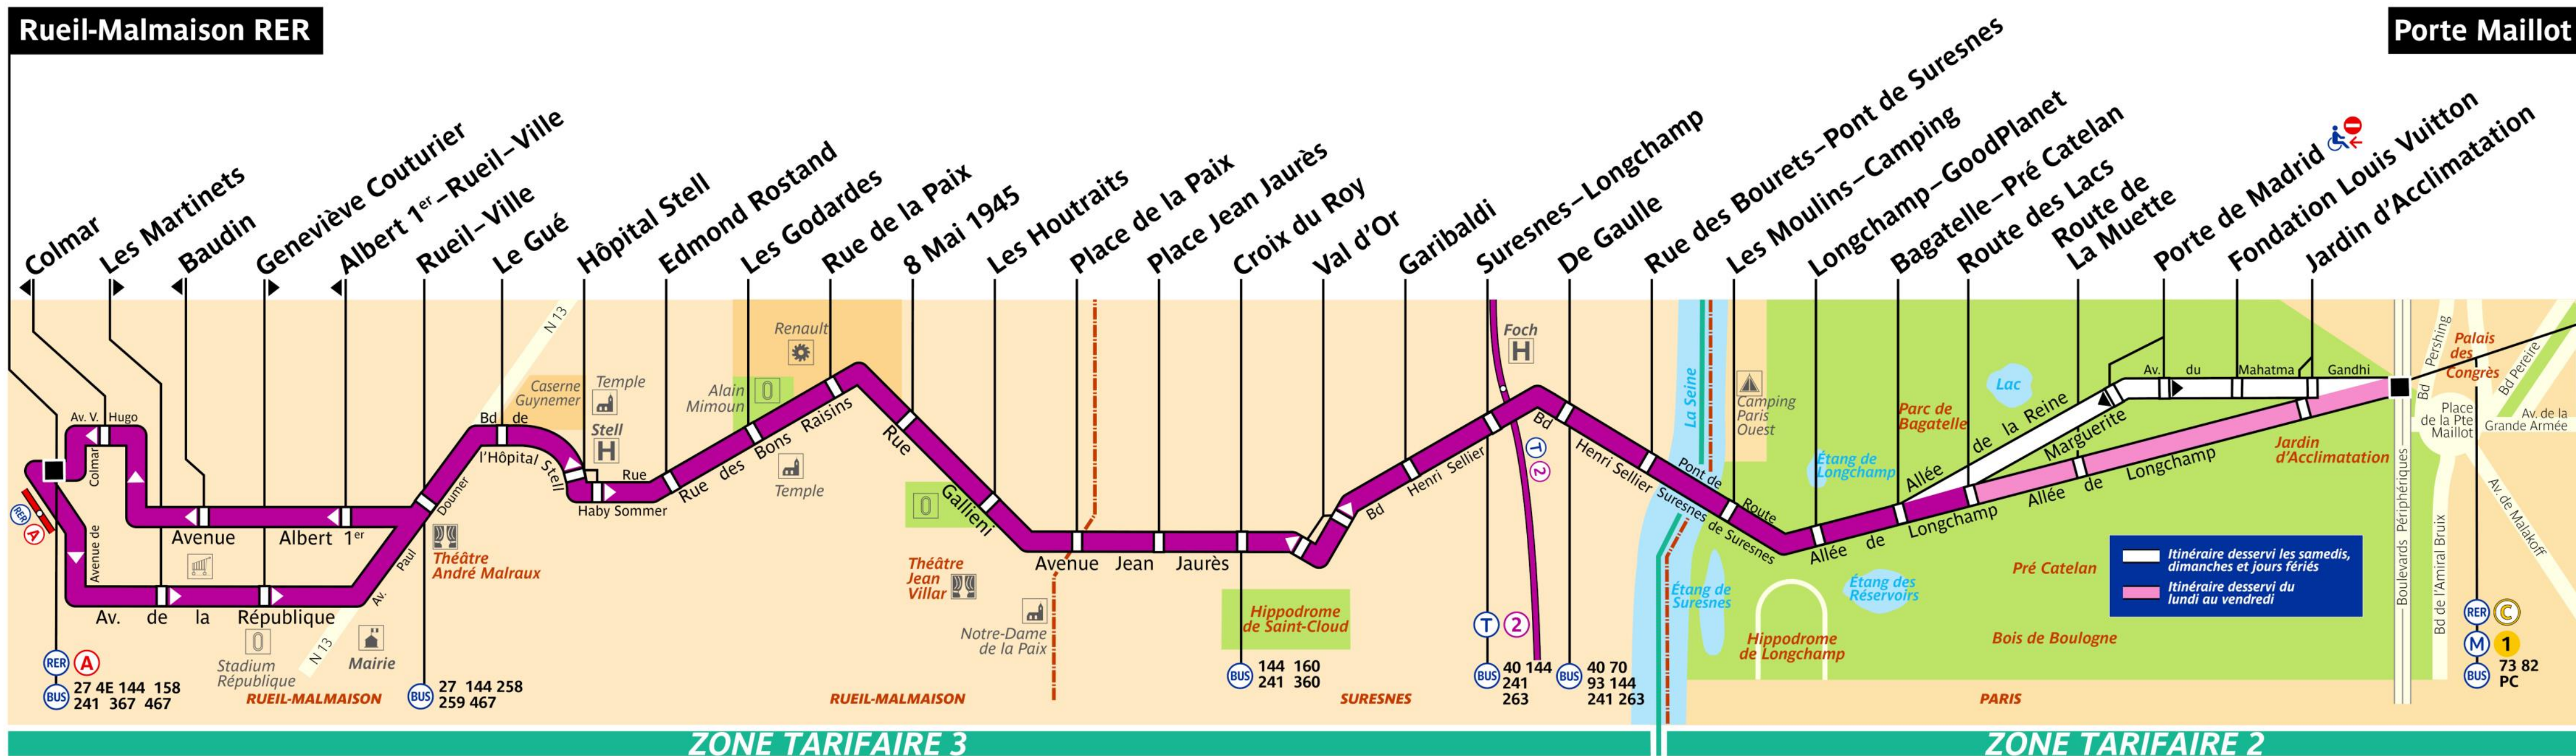 Rueil-Malmaison RER
Porte Maillot
Colmar
Les Martinets
Baudin
Geneviève Couturier
Albert 1er–Rueil–Ville
Rueil–Ville
Le Gué
Hôpital Stell
Edmond Rostand
Les Godardes
Rue de la Paix
8 Mai 1945
Les Houtraits
Place de la Paix
Place Jean Jaurès
Croix du Roy
Val d'Or
Garibaldi
Suresnes–Longchamp
De Gaulle
Rue des Bourets–Pont de Suresnes
Les Moulins–Camping
Longchamp–GoodPlanet
Bagatelle–Pré Catelan
Route des Lacs
Route de
La Muette
Porte de Madrid
Fondation Louis Vuitton
Jardin d'Acclimatation
Av. V. Hugo
Colmar
Avenue de
RER A
Avenue Albert 1er
Av. de la République
Av. Paul Doumer
N 13
N 13
Stadium
République
Mairie
Théâtre
André Malraux
RER A
BUS 27 4E 144 158
241 367 467
RUEIL-MALMAISON
BUS 27 144 258
259 467
Bd de
l'Hôpital Stell
Caserne
Guynemer
Temple
Stell
H
Rue
Haby Sommer
Rue des Bons Raisins
Renault
Alain
Mimoun
Temple
Rue Gallieni
Théâtre
Jean
Villar
Notre-Dame
de la Paix
RUEIL-MALMAISON
Avenue Jean Jaurès
Hippodrome
de Saint-Cloud
BUS 144 160
241 360
SURESNES
Bd Henri Sellier
Foch
H
T 2
T 2
BUS 40 144
241
263
BUS 40 70
93 144
241 263
Bd Henri Sellier
La Seine
Pont de
Suresnes
Camping
Paris
Ouest
Route
de Suresnes
Étang de
Suresnes
Hippodrome
de Longchamp
Étang de
Longchamp
Étang des
Réservoirs
Parc de
Bagatelle
Lac
Allée de la Reine
Marguerite
Allée de Longchamp
Allée de Longchamp
Av. du Mahatma Gandhi
Jardin
d'Acclimatation
Pré Catelan
Bois de Boulogne
PARIS
Itinéraire desservi les samedis,
dimanches et jours fériés
Itinéraire desservi du
lundi au vendredi
Boulevards Périphériques
Bd Pershing
Palais
des
Congrès
Bd Pereire
Place
de la Pte
Maillot
Av. de la
Grande Armée
Av. de Malakoff
Bd de l'Amiral Bruix
RER C
M 1
BUS 73 82
PC
ZONE TARIFAIRE 3
ZONE TARIFAIRE 2